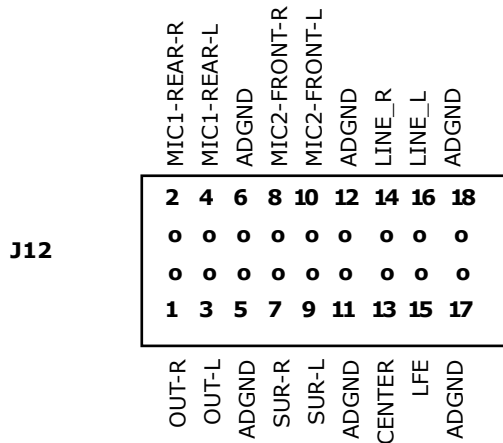 MIC1-REAR-R
MIC1-REAR-L
ADGND
MIC2-FRONT-R
MIC2-FRONT-L
ADGND
LINE_R
LINE_L
ADGND
2 4 6 8 10 12 14 16 18
o o o o o o o o o
J12
o o o o o o o o o
1 3 5 7 9 11 13 15 17
OUT-R
OUT-L
ADGND
SUR-R
SUR-L
ADGND
CENTER
LFE
ADGND